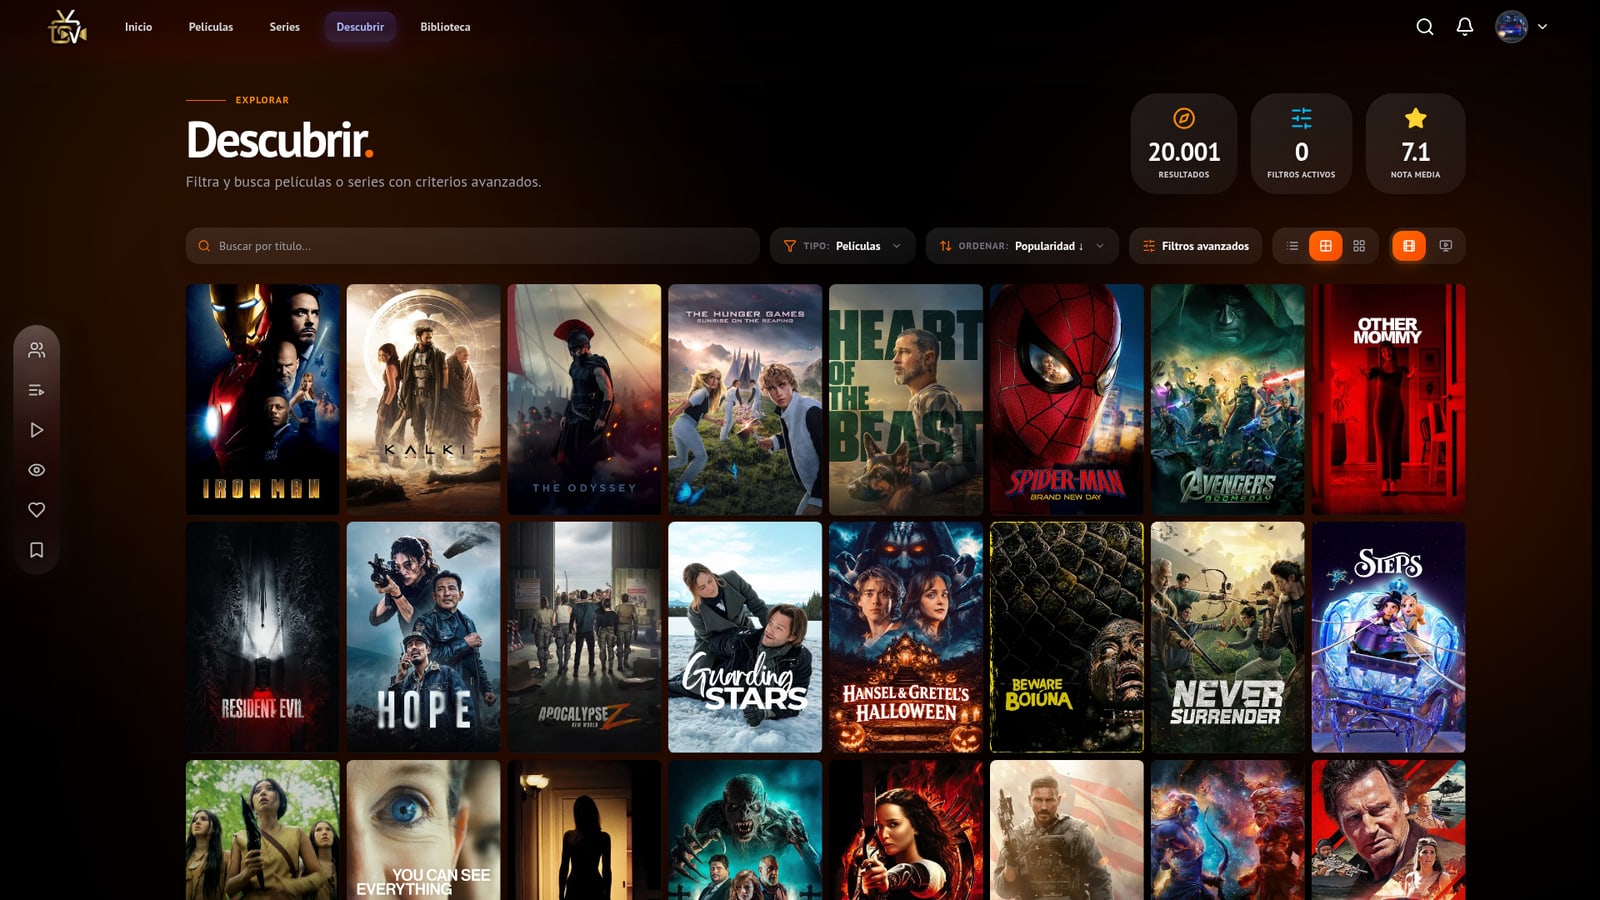 Inicio
Películas
Series
Descubrir
Biblioteca
EXPLORAR
Descubrir.
Filtra y busca películas o series con criterios avanzados.
20.001
RESULTADOS
0
FILTROS ACTIVOS
7.1
NOTA MEDIA
Buscar por título...
TIPO: Películas
ORDENAR: Popularidad ↓
Filtros avanzados
IRON MAN
KALKI
THE ODYSSEY
THE HUNGER GAMES
SUNRISE ON THE REAPING
HEART
OF
THE
BEAST
SPIDER-MAN
BRAND NEW DAY
AVENGERS
DOOMSDAY
OTHER
MOMMY
RESIDENT EVIL
HOPE
APOCALYPSE Z
NEW WORLD
Guarding
STARS
HANSEL & GRETEL'S
HALLOWEEN
BEWARE
BOIÚNA
NEVER
SURRENDER
STEPS
YOU CAN SEE
EVERYTHING